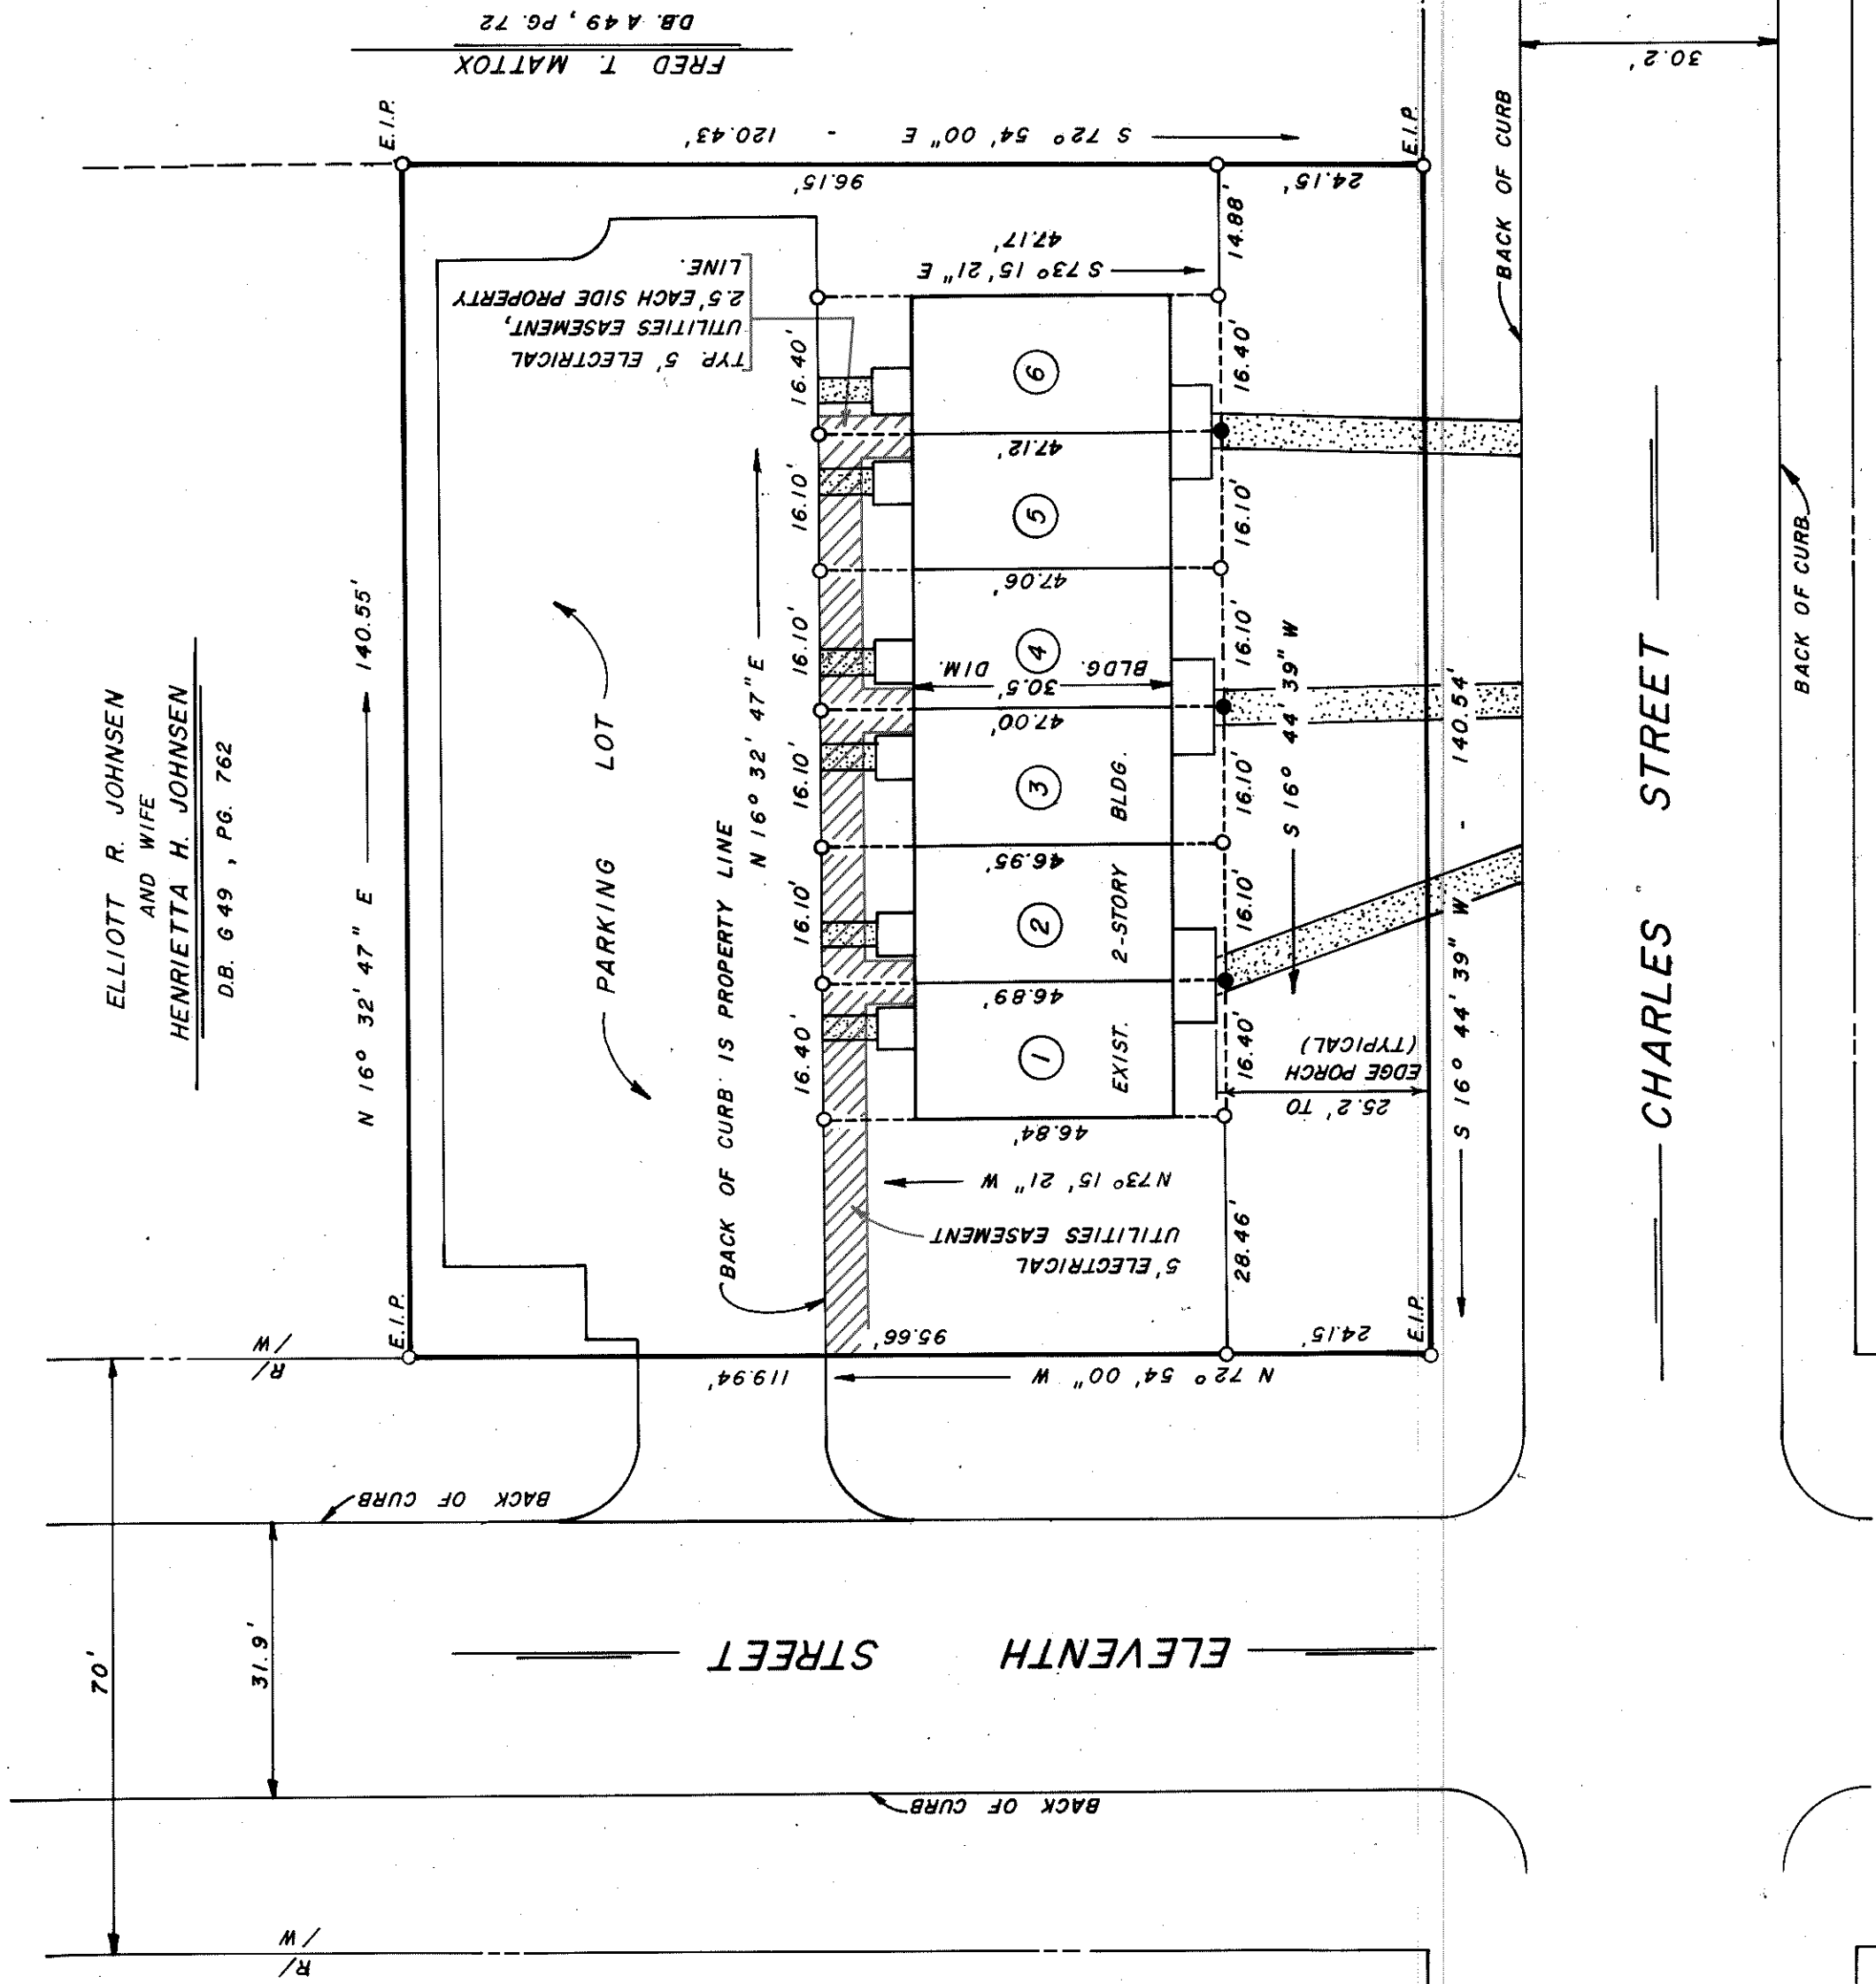 FRED T. MATTOX
D.B. A 49 , PG. 72
ELLIOTT R. JOHNSEN
AND WIFE
HENRIETTA H. JOHNSEN
D.B. G 49 , PG. 762
N 16° 32' 47" E
140.55'
E.I.P.
S 72° 54' 00" E - 120.43'
96.15'
24.15'
E.I.P.
30.2'
BACK OF CURB
BACK OF CURB
TYP. 5' ELECTRICAL
UTILITIES EASEMENT,
2.5' EACH SIDE PROPERTY
LINE.
S 73° 15' 21" E
47.17'
14.88'
PARKING LOT
BACK OF CURB IS PROPERTY LINE
N 16° 32' 47" E
16.40'
16.10'
16.10'
16.10'
16.10'
16.40'
6
47.12'
5
47.06'
4
BLDG. DIM.
30.5'
47.00'
3
46.95'
2
46.89'
1
46.84'
EXIST. 2-STORY BLDG.
16.40'
16.10'
16.10'
16.10'
16.10'
16.40'
S 16° 44' 39" W
25.2' TO
EDGE PORCH
(TYPICAL)
28.46'
S 16° 44' 39" W - 140.54'
N 73° 15' 21" W
5' ELECTRICAL
UTILITIES EASEMENT
95.66'
24.15'
E.I.P.
E.I.P.
N 72° 54' 00" W
119.94'
CHARLES STREET
R/W
BACK OF CURB
70'
31.9'
ELEVENTH STREET
BACK OF CURB
R/W